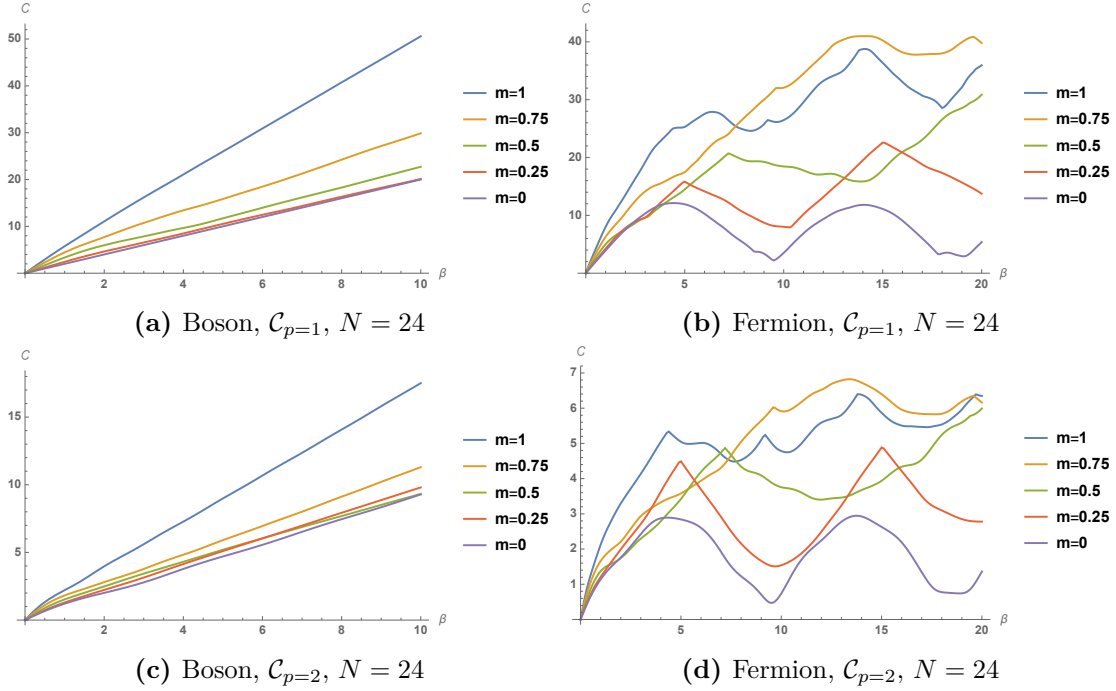 C
50
40
30
20
10
2
4
6
8
10
β
m=1
m=0.75
m=0.5
m=0.25
m=0
(a) Boson, 𝒞p=1, N = 24
C
40
30
20
10
5
10
15
20
β
m=1
m=0.75
m=0.5
m=0.25
m=0
(b) Fermion, 𝒞p=1, N = 24
C
15
10
5
2
4
6
8
10
β
m=1
m=0.75
m=0.5
m=0.25
m=0
(c) Boson, 𝒞p=2, N = 24
C
7
6
5
4
3
2
1
5
10
15
20
β
m=1
m=0.75
m=0.5
m=0.25
m=0
(d) Fermion, 𝒞p=2, N = 24